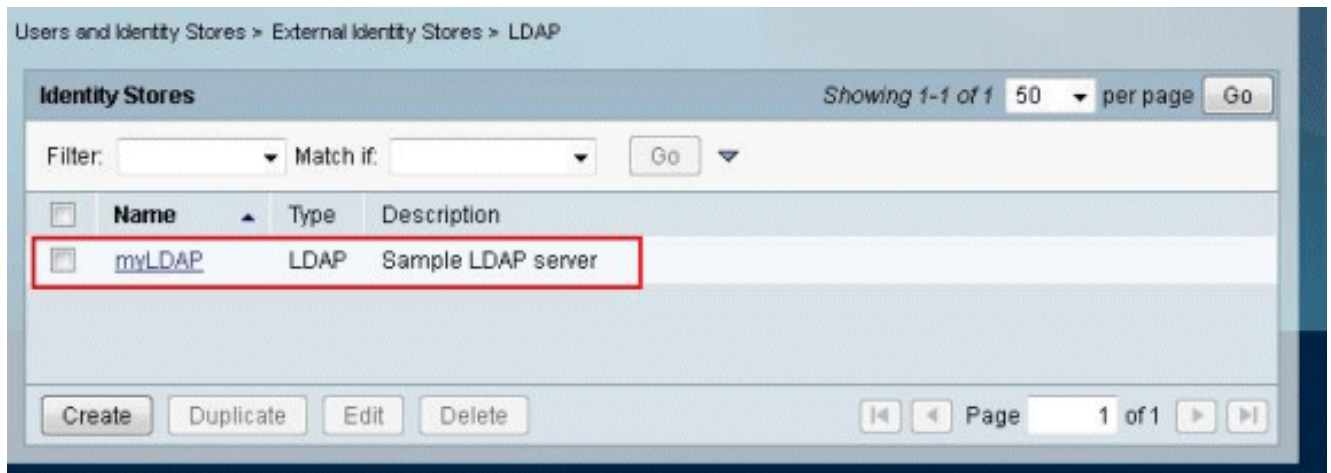 Users and Identity Stores > External Identity Stores > LDAP
Identity Stores Showing 1-1 of 1 50 per page Go
Filter: Match if: Go
Name Type Description
myLDAP LDAP Sample LDAP server
Create Duplicate Edit Delete Page 1 of 1